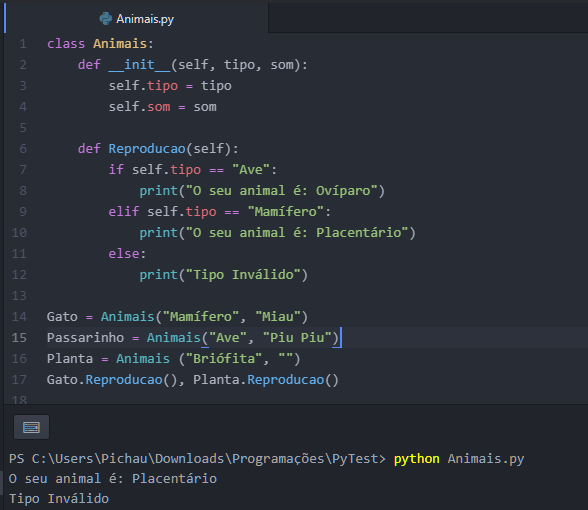 Animais.py
1 class Animais:
2     def __init__(self, tipo, som):
3         self.tipo = tipo
4         self.som = som
5
6     def Reproducao(self):
7         if self.tipo == "Ave":
8             print("O seu animal é: Ovíparo")
9         elif self.tipo == "Mamífero":
10             print("O seu animal é: Placentário")
11         else:
12             print("Tipo Inválido")
13
14 Gato = Animais("Mamífero", "Miau")
15 Passarinho = Animais("Ave", "Piu Piu")
16 Planta = Animais ("Briófita", "")
17 Gato.Reproducao(), Planta.Reproducao()
18
PS C:\Users\Pichau\Downloads\Programações\PyTest> python Animais.py
O seu animal é: Placentário
Tipo Inválido